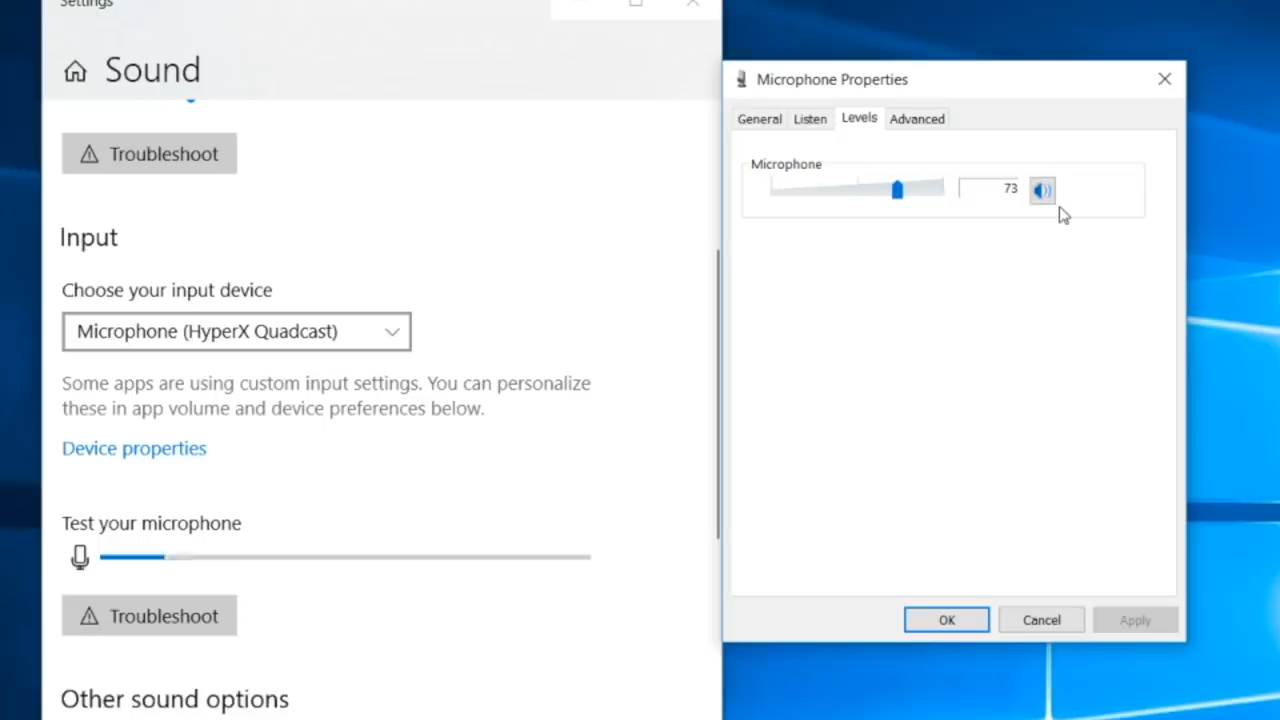 Settings
Sound
Troubleshoot
Input
Choose your input device
Microphone (HyperX Quadcast)
Some apps are using custom input settings. You can personalize
these in app volume and device preferences below.
Device properties
Test your microphone
Troubleshoot
Other sound options
Microphone Properties
General Listen Levels Advanced
Microphone
73
OK Cancel Apply